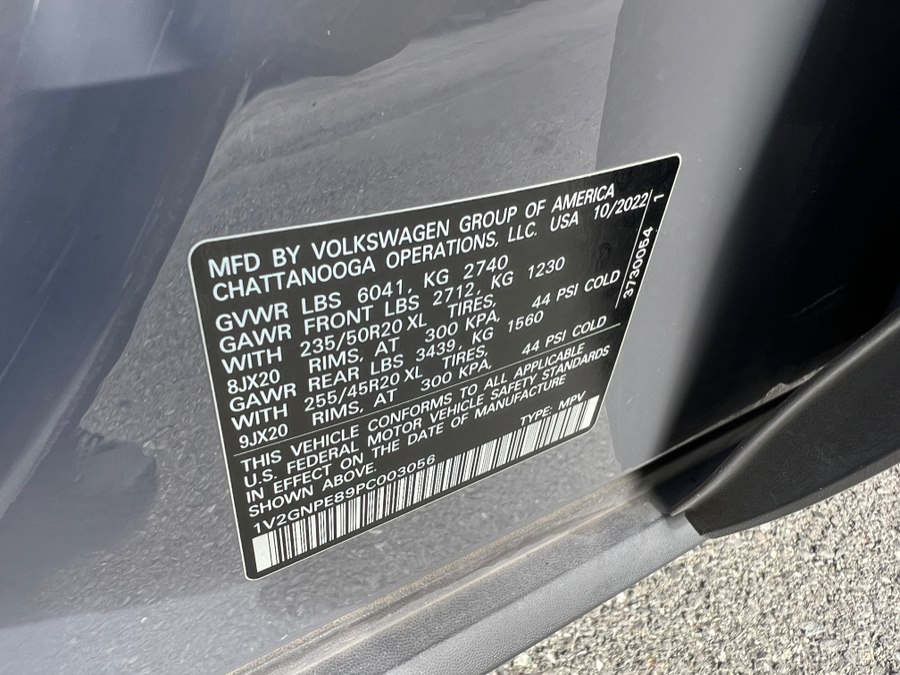 MFD BY VOLKSWAGEN GROUP OF AMERICA
CHATTANOOGA OPERATIONS, LLC. USA 10/2022
GVWR LBS 6041, KG 2740
GAWR FRONT LBS 2712, KG 1230
WITH 235/50R20 XL TIRES,
8JX20 RIMS, AT 300 KPA, 44 PSI COLD
GAWR REAR LBS 3439, KG 1560
WITH 255/45R20 XL TIRES,
9JX20 RIMS, AT 300 KPA, 44 PSI COLD
THIS VEHICLE CONFORMS TO ALL APPLICABLE
U.S. FEDERAL MOTOR VEHICLE SAFETY, STANDARDS
IN EFFECT ON THE DATE OF MANUFACTURE
SHOWN ABOVE. TYPE: MPV
1V2GNPE89PC003056
3730054 1